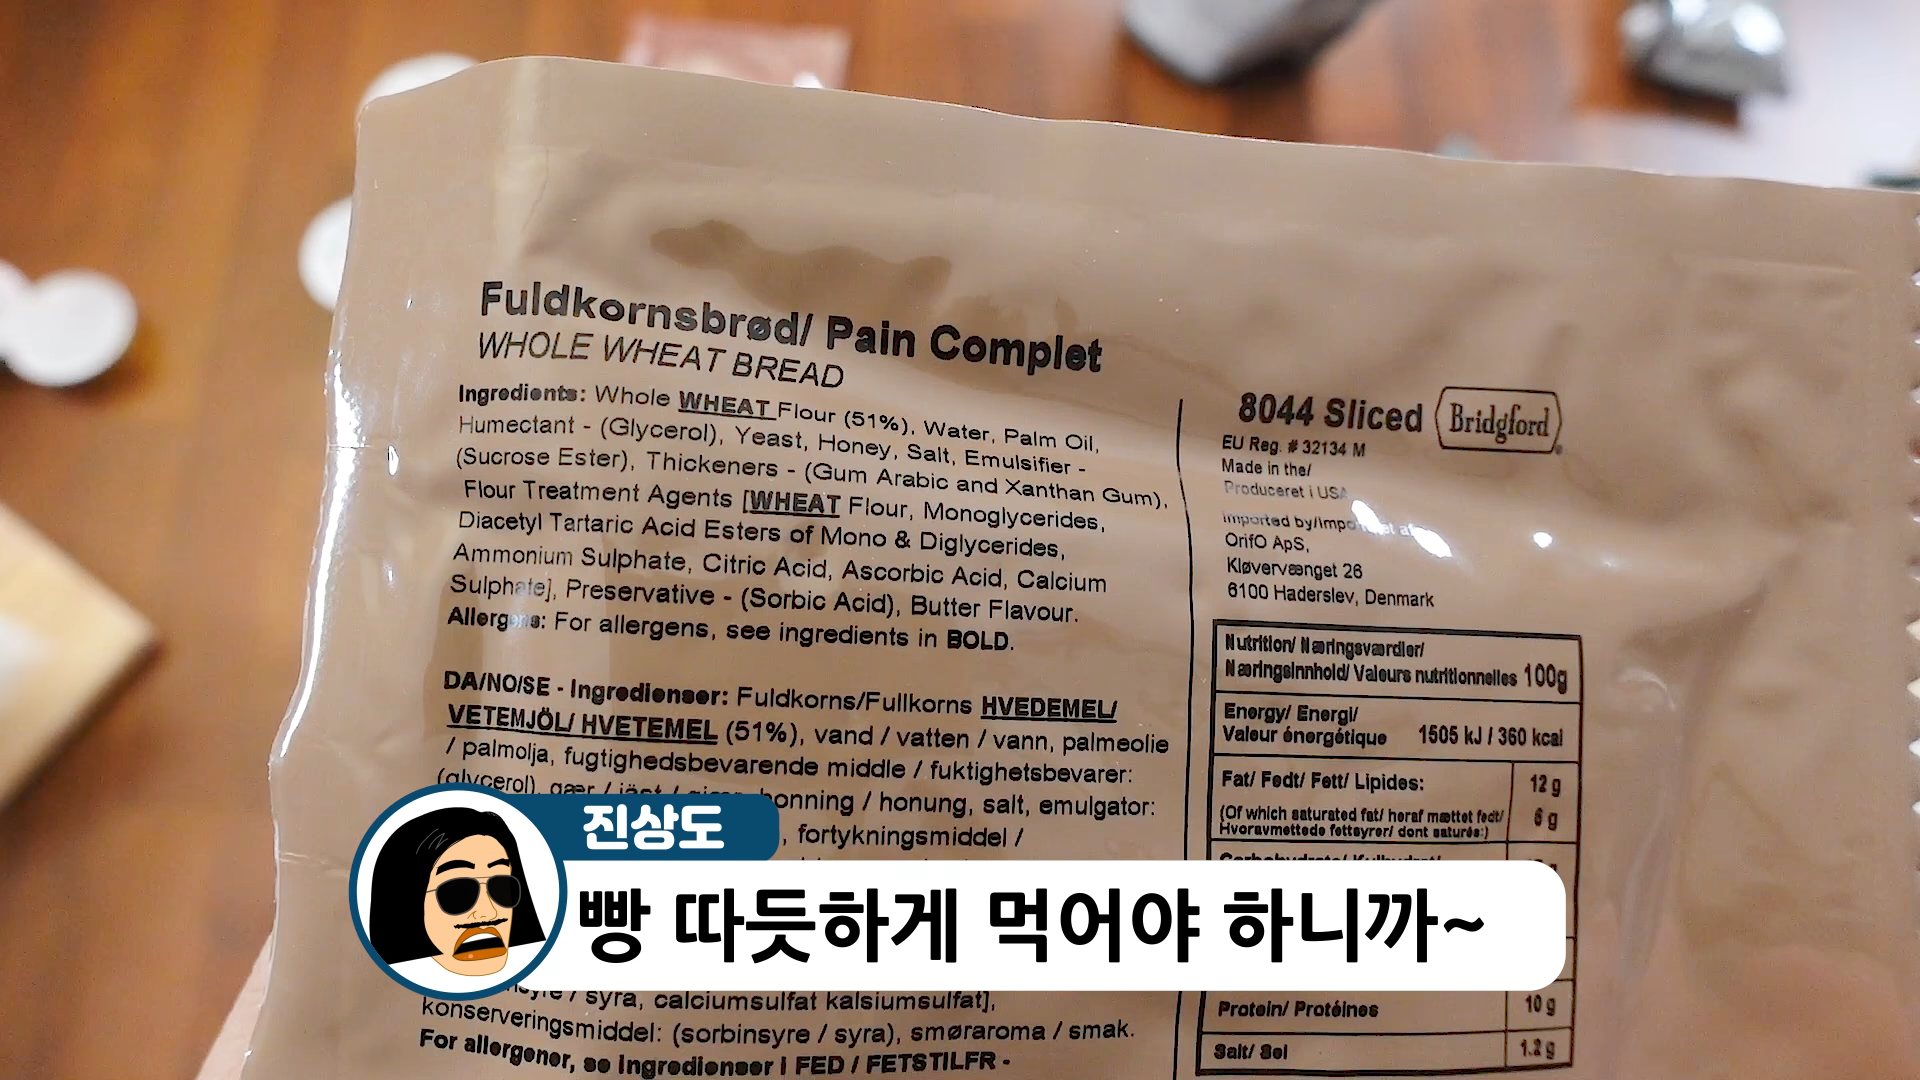 Fuldkornsbrød/ Pain Complet
WHOLE WHEAT BREAD
Ingredients: Whole WHEAT Flour (51%), Water, Palm Oil,
Humectant - (Glycerol), Yeast, Honey, Salt, Emulsifier -
(Sucrose Ester), Thickeners - (Gum Arabic and Xanthan Gum),
Flour Treatment Agents [WHEAT Flour, Monoglycerides,
Diacetyl Tartaric Acid Esters of Mono & Diglycerides,
Ammonium Sulphate, Citric Acid, Ascorbic Acid, Calcium
Sulphate], Preservative - (Sorbic Acid), Butter Flavour.
Allergens: For allergens, see ingredients in BOLD.
DA/NO/SE - Ingredienser: Fuldkorns/Fullkorns HVEDEMEL/
VETEMJÖL/ HVETEMEL (51%), vand / vatten / vann, palmeolie
/ palmolja, fugtighedsbevarende middle / fuktighetsbevarer:
(glycerol), gær / jäst / honning / honung, salt, emulgator:
, fortykningsmiddel /
/ syra, calciumsulfat kalsiumsulfat],
konserveringsmiddel: (sorbinsyre / syra), smøraroma / smak.
For allergener, se ingredienser i FED / FETSTILFR -
8044 Sliced Bridgford
EU Reg. # 32134 M
Made in the/
Produceret i USA
Imported by/
OrifO ApS,
Kløvervænget 26
6100 Haderslev, Denmark
Nutrition/ Næringsværdier/
Næringsinnhold/ Valeurs nutritionnelles 100g
Energy/ Energi/
Valeur énergétique 1505 kJ / 360 kcal
Fat/ Fedt/ Fett/ Lipides: 12 g
(Of which saturated fat/ heraf mættet fedt/ 6 g
Hvoravmettede fettsyrer/ dont saturés:)
Protein/ Protéines 10 g
Salt/ Sel 1.2 g
진상도
빵 따듯하게 먹어야 하니까~